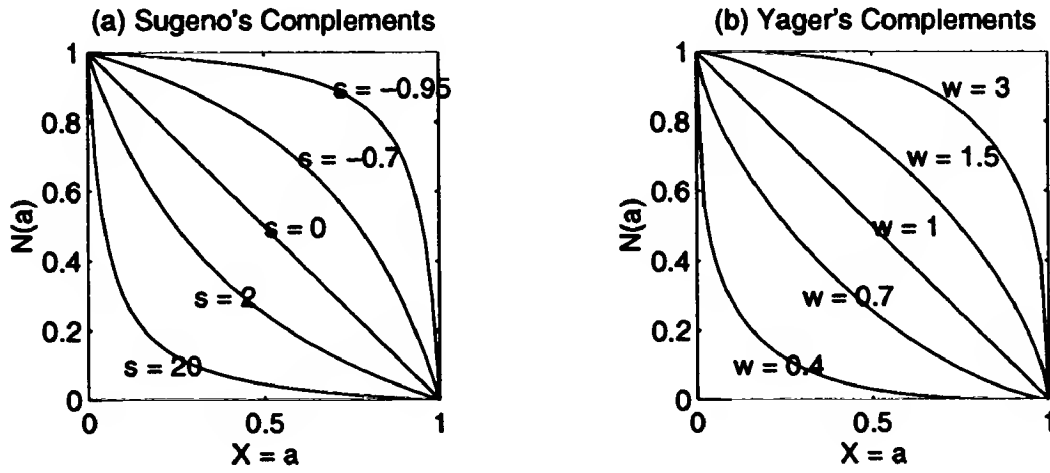 (a) Sugeno's Complements
1
0.8
0.6
0.4
0.2
0
N(a)
s = −0.95
s = −0.7
s = 0
s = 2
s = 20
0
0.5
1
X = a
(b) Yager's Complements
1
0.8
0.6
0.4
0.2
0
N(a)
w = 3
w = 1.5
w = 1
w = 0.7
w = 0.4
0
0.5
1
X = a